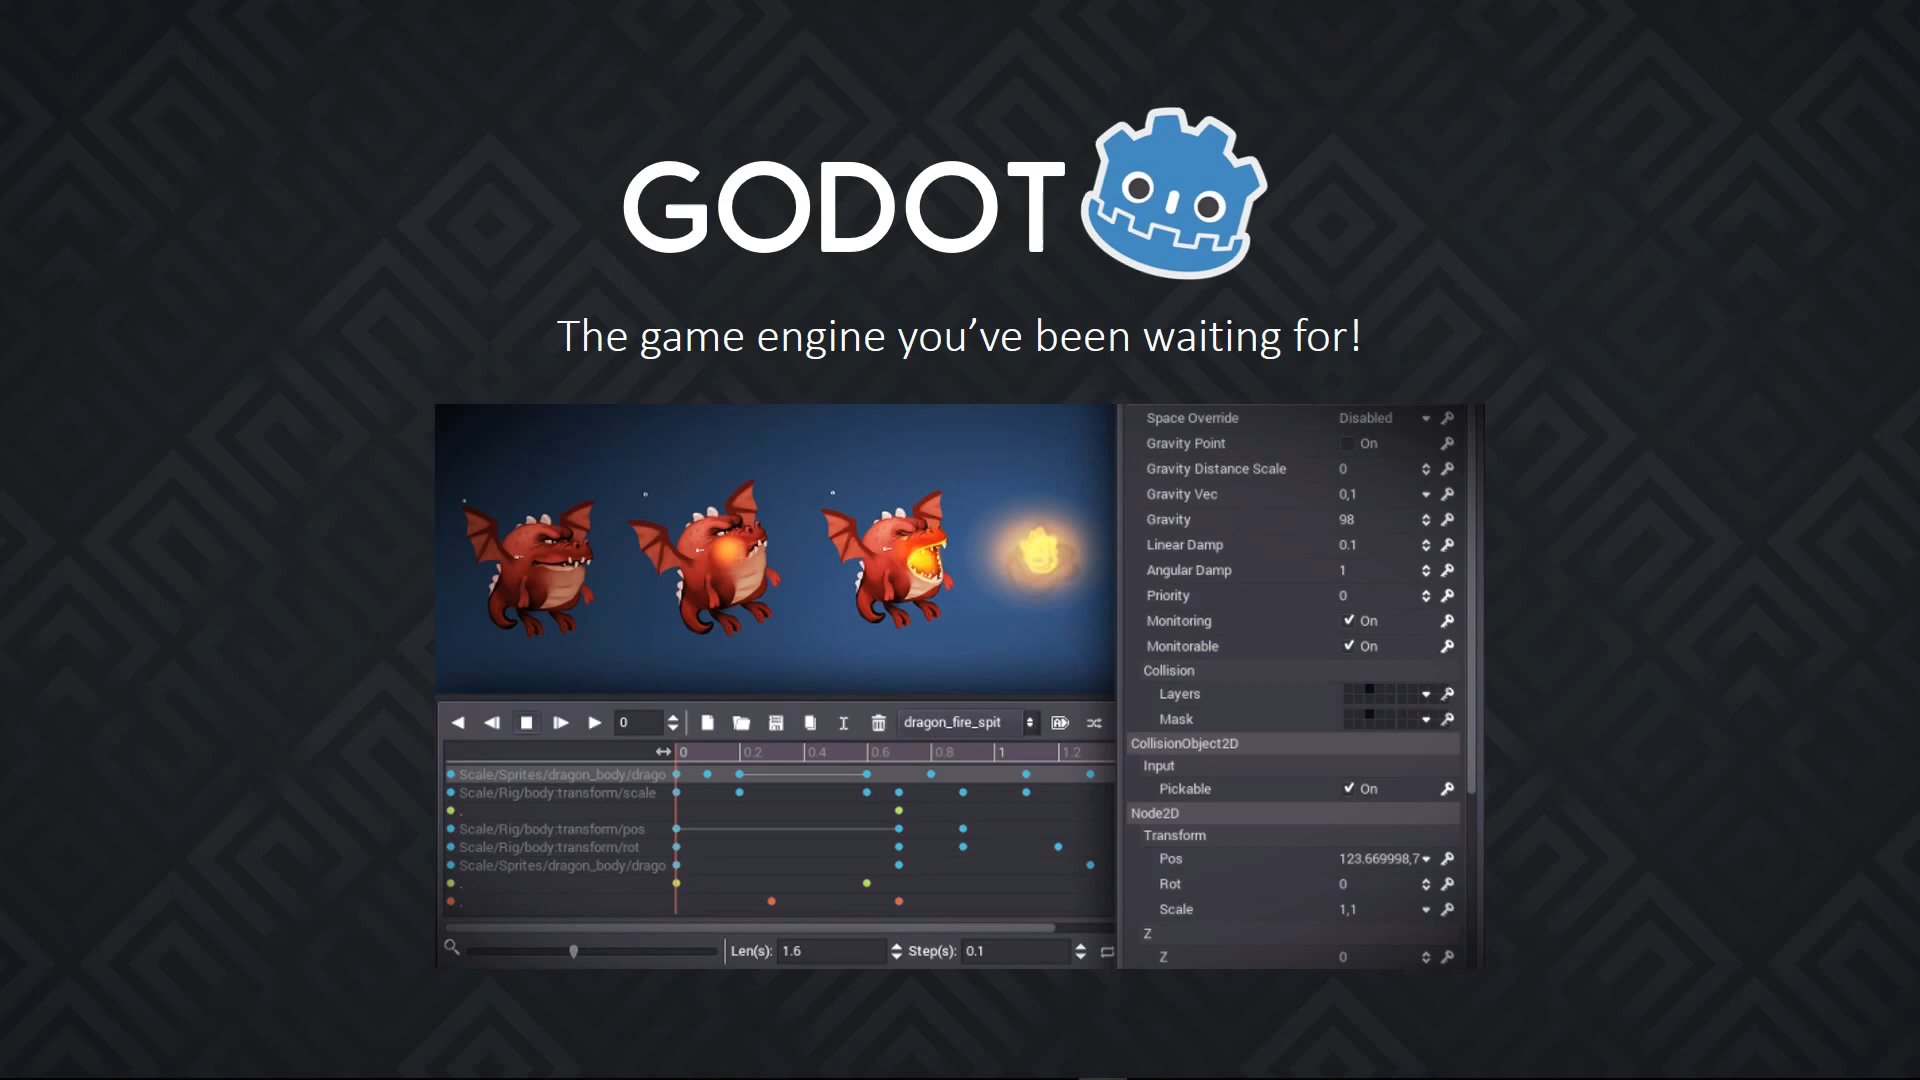 GODOT
The game engine you’ve been waiting for!
Space Override Disabled
Gravity Point On
Gravity Distance Scale 0
Gravity Vec 0,1
Gravity 98
Linear Damp 0.1
Angular Damp 1
Priority 0
Monitoring On
Monitorable On
Collision
Layers
Mask
CollisionObject2D
Input
Pickable On
Node2D
Transform
Pos 123.669998,7
Rot 0
Scale 1,1
Z
Z 0
0 dragon_fire_spit
0 0.2 0.4 0.6 0.8 1 1.2
Scale/Sprites/dragon_body/drago
Scale/Rig/body:transform/scale
.
Scale/Rig/body:transform/pos
Scale/Rig/body:transform/rot
Scale/Sprites/dragon_body/drago
.
.
Len(s): 1.6 Step(s): 0.1